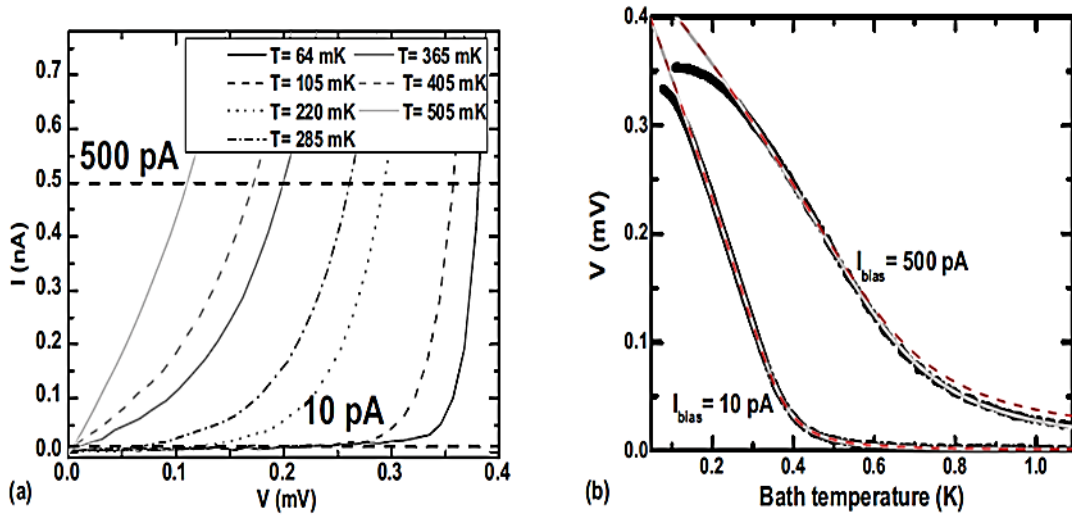 0.7
0.6
0.5
0.4
0.3
0.2
0.1
0.0
I (nA)
T= 64 mK T= 365 mK
T= 105 mK T= 405 mK
T= 220 mK T= 505 mK
T= 285 mK
500 pA
10 pA
0.0 0.1 0.2 0.3 0.4
V (mV)
(a)
0.4
0.3
0.2
0.1
0.0
V (mV)
Ibias = 500 pA
Ibias = 10 pA
0.2 0.4 0.6 0.8 1.0
Bath temperature (K)
(b)